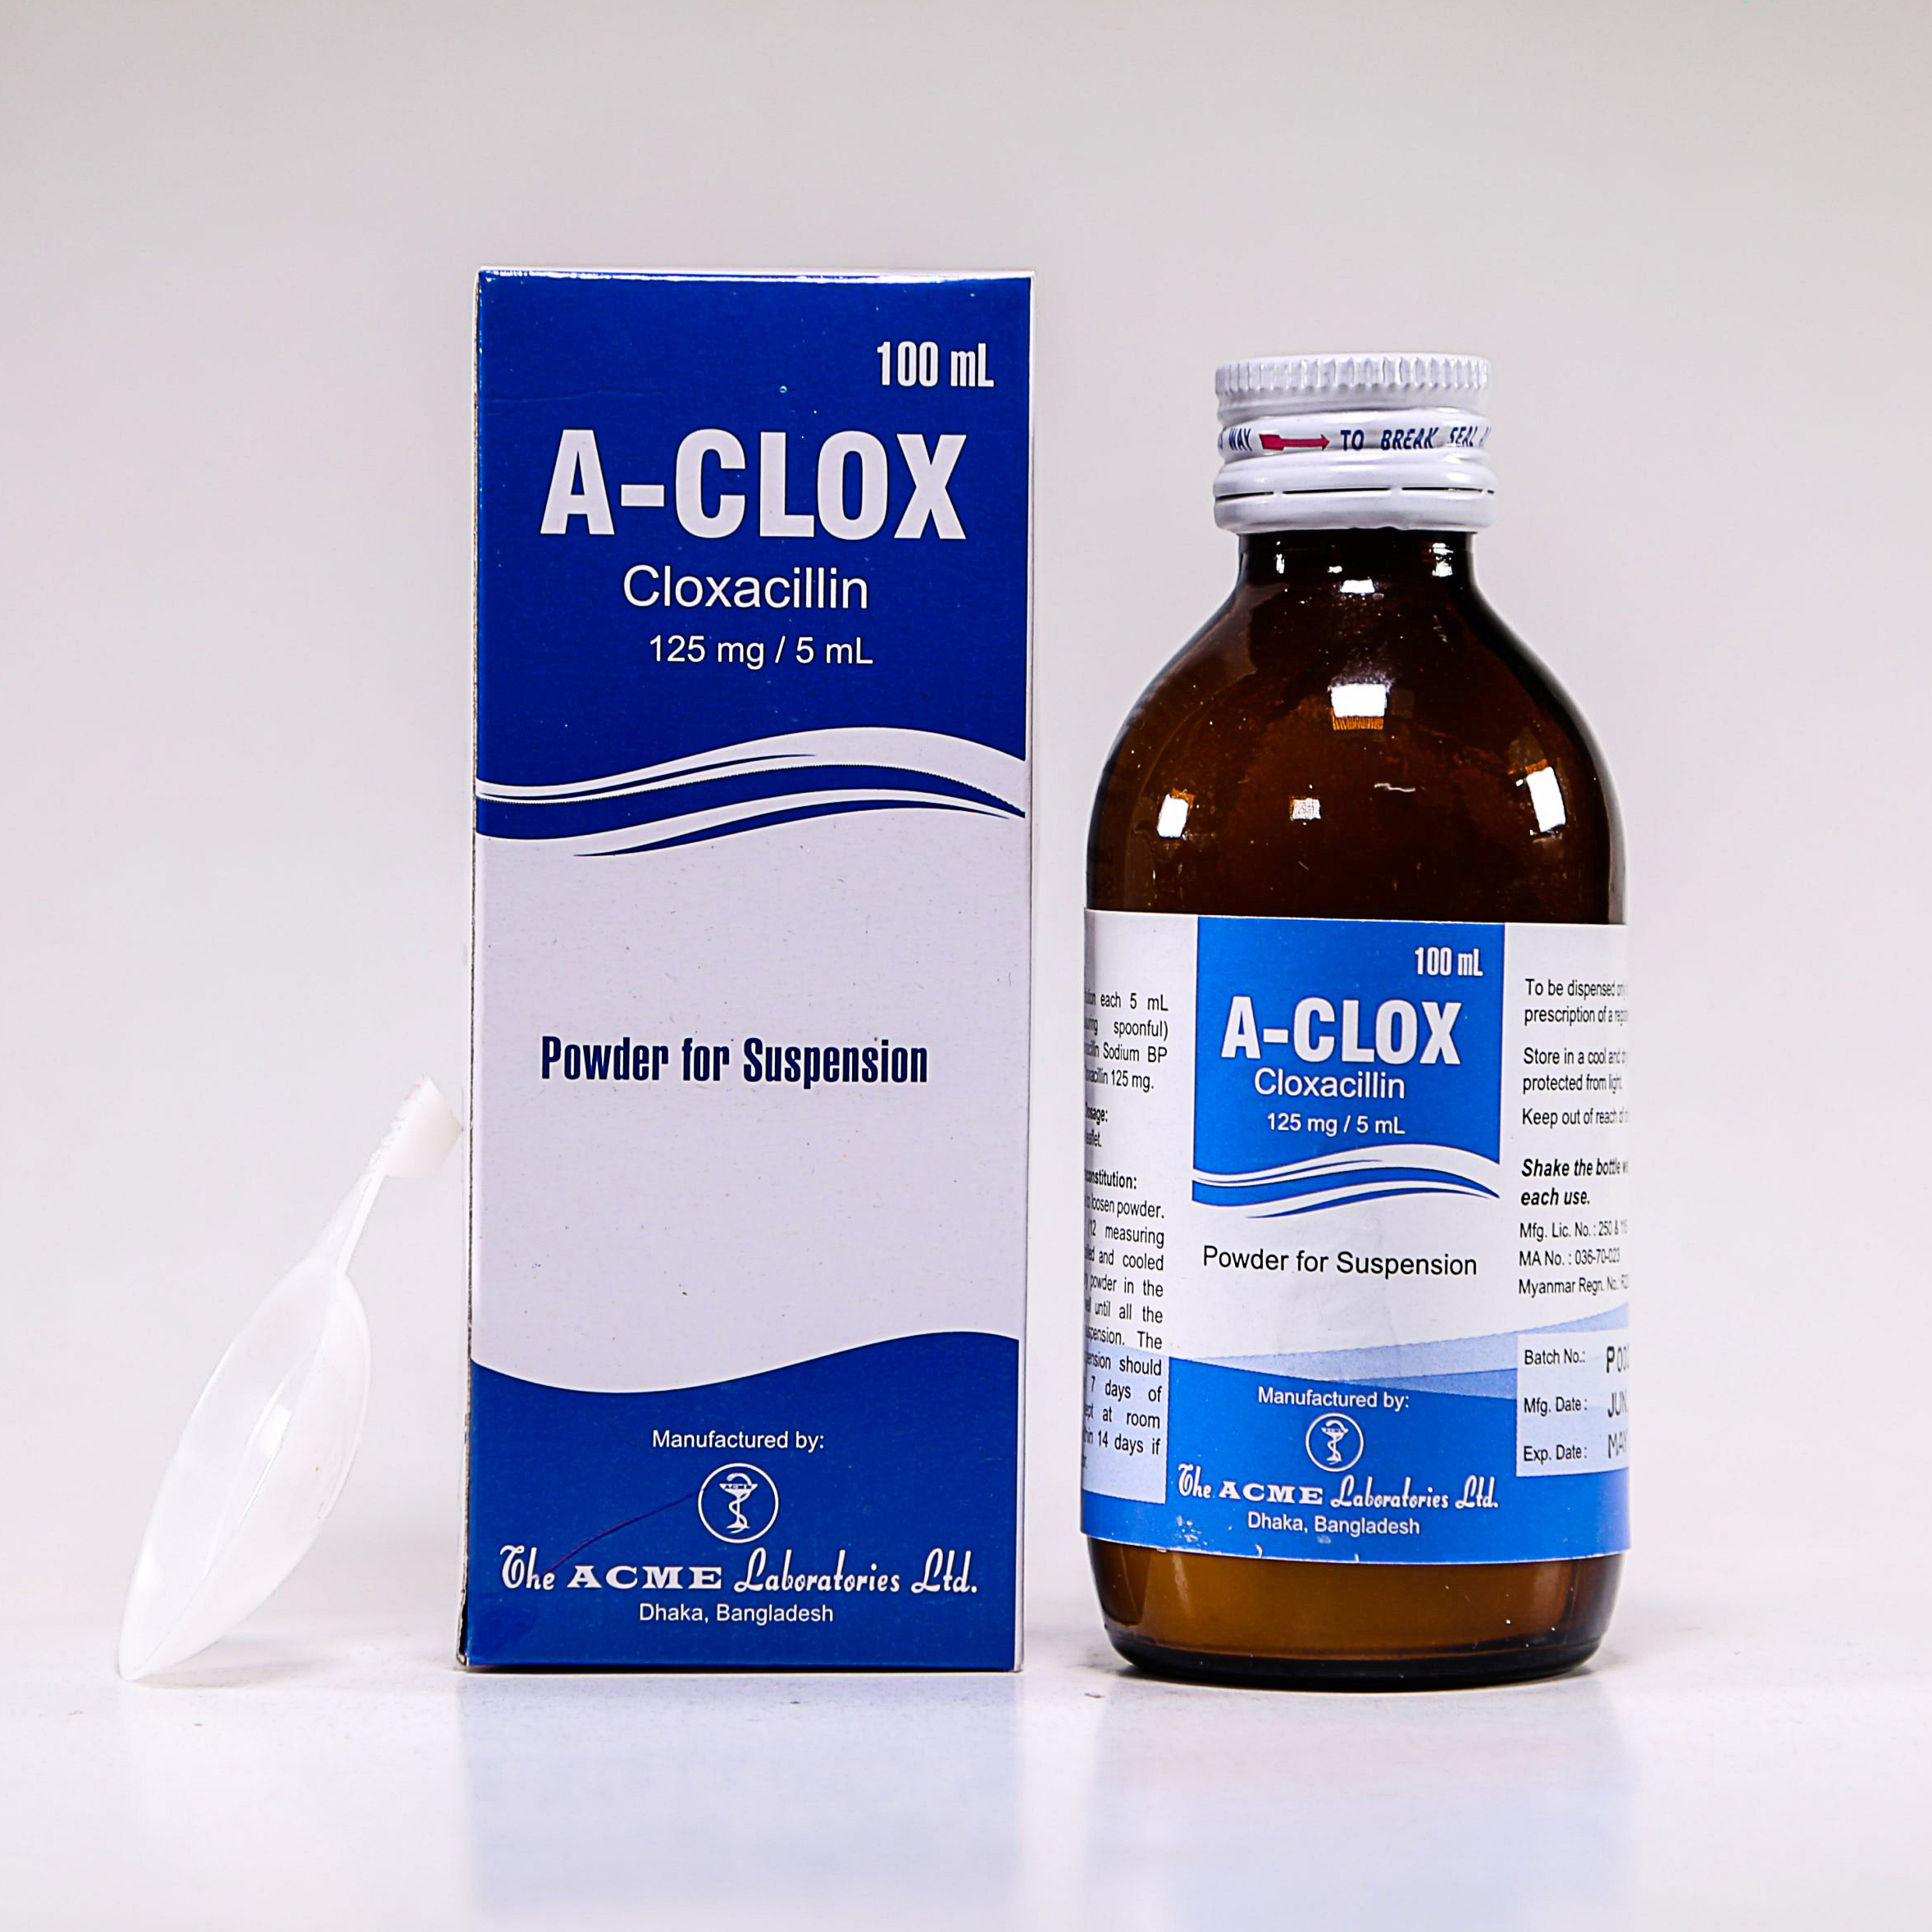 100 mL
A-CLOX
Cloxacillin
125 mg / 5 mL
Powder for Suspension
Manufactured by:
The ACME Laboratories Ltd.
Dhaka, Bangladesh
WAY TO BREAK SEAL
each 5 mL
spoonful)
Sodium BP
125 mg.
loosen powder.
measuring
and cooled
powder in the
until all the
The
should
7 days of
at room
14 days if
100 mL
A-CLOX
Cloxacillin
125 mg / 5 mL
Powder for Suspension
Manufactured by:
The ACME Laboratories Ltd.
Dhaka, Bangladesh
To be dispensed
prescription of a
Store in a cool and
protected from light
Keep out of reach
Shake the bottle
each use.
Mfg. Lic. No. : 250 &
MA No. : 036-70-023
Myanmar Regn. No.:
Batch No.:
Mfg. Date :
Exp. Date :